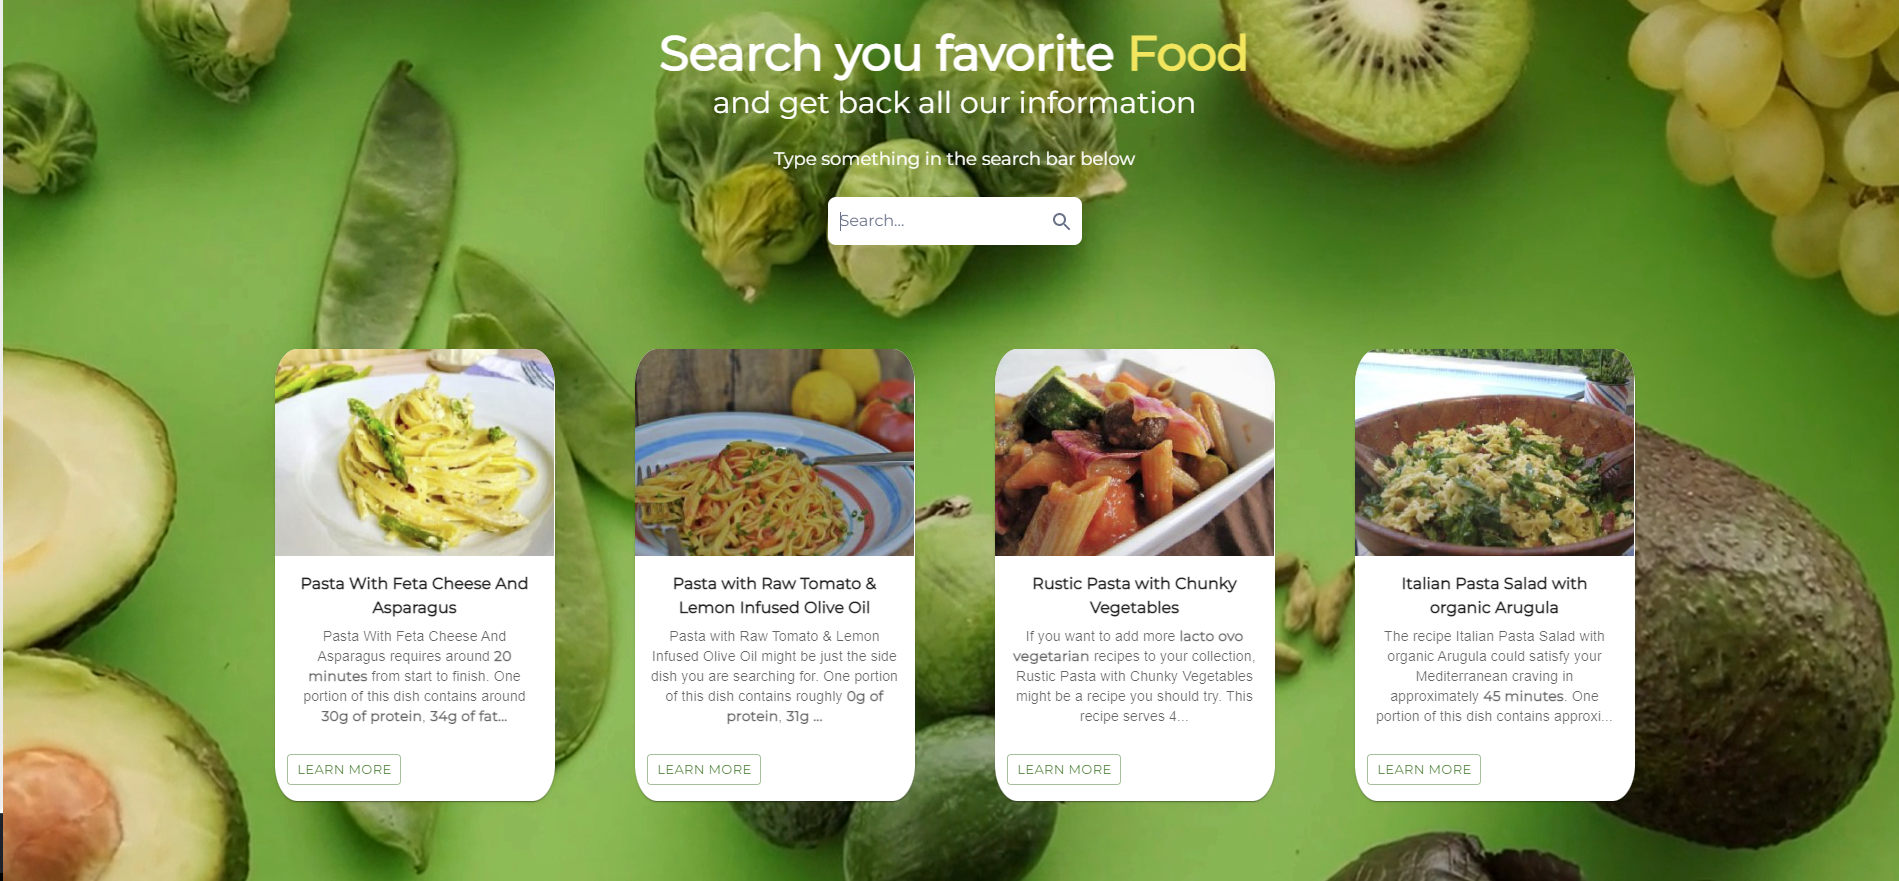 Search you favorite Food
and get back all our information
Type something in the search bar below
Search...
Pasta With Feta Cheese And
Asparagus
Pasta With Feta Cheese And
Asparagus requires around 20
minutes from start to finish. One
portion of this dish contains around
30g of protein, 34g of fat...
LEARN MORE
Pasta with Raw Tomato &
Lemon Infused Olive Oil
Pasta with Raw Tomato & Lemon
Infused Olive Oil might be just the side
dish you are searching for. One portion
of this dish contains roughly 0g of
protein, 31g ...
LEARN MORE
Rustic Pasta with Chunky
Vegetables
If you want to add more lacto ovo
vegetarian recipes to your collection,
Rustic Pasta with Chunky Vegetables
might be a recipe you should try. This
recipe serves 4...
LEARN MORE
Italian Pasta Salad with
organic Arugula
The recipe Italian Pasta Salad with
organic Arugula could satisfy your
Mediterranean craving in
approximately 45 minutes. One
portion of this dish contains approxi...
LEARN MORE